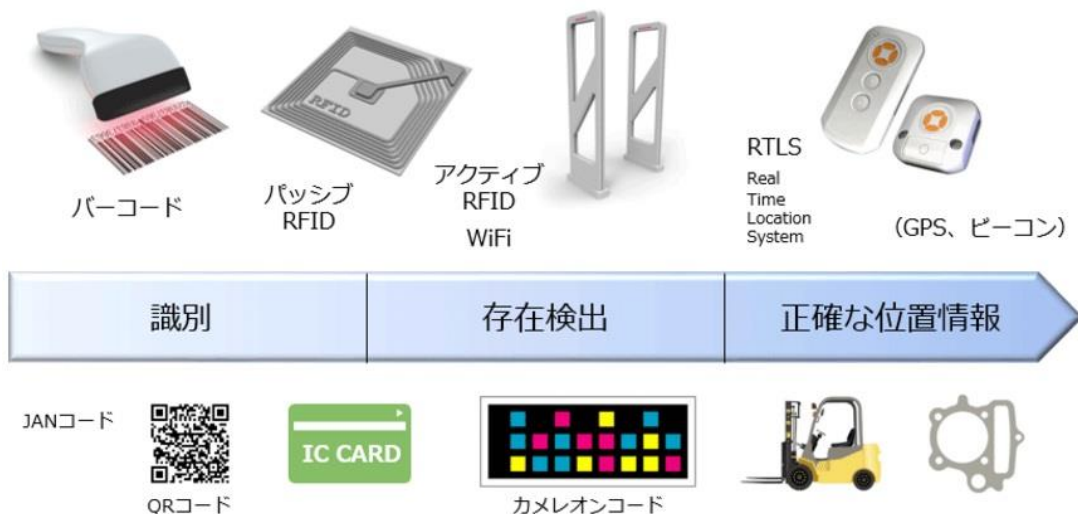 バーコード
RFID
パッシブ
RFID
アクティブ
RFID
WiFi
RTLS
Real
Time
Location
System
（GPS、ビーコン）
識別
存在検出
正確な位置情報
JANコード
QRコード
IC CARD
カメレオンコード